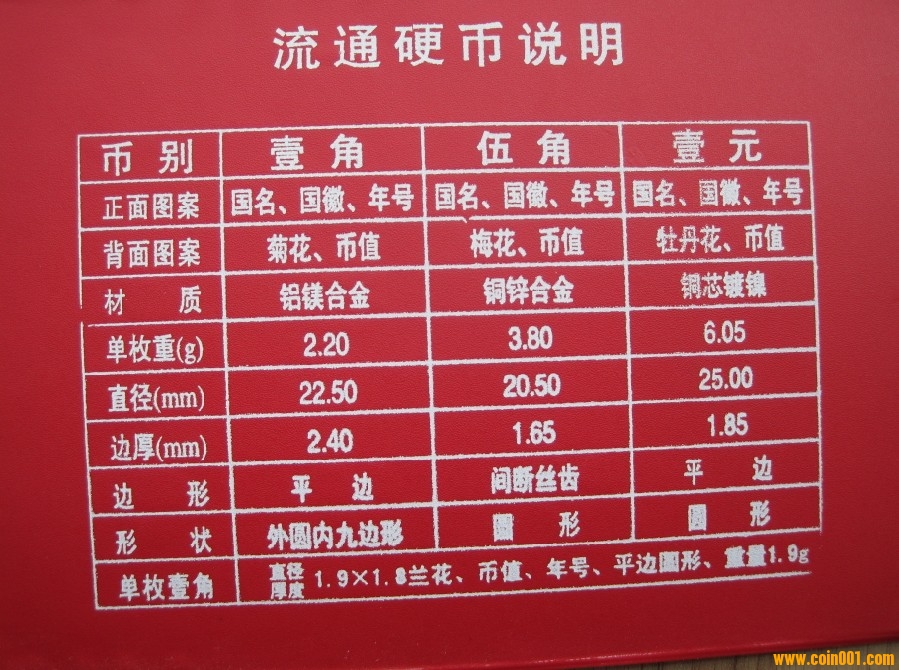 流通硬币说明
币别 壹角 伍角 壹元
正面图案 国名、国徽、年号 国名、国徽、年号 国名、国徽、年号
背面图案 菊花、币值 梅花、币值 牡丹花、币值
材质 铝镁合金 铜锌合金 钢芯镀镍
单枚重(g) 2.20 3.80 6.05
直径(mm) 22.50 20.50 25.00
边厚(mm) 2.40 1.65 1.85
边形 平边 间断丝齿 平边
形状 外圆内九边形 圆形 圆形
单枚壹角 直径厚度 1.9×1.8兰花、币值、年号、平边圆形、重量1.9g
www.coin001.com